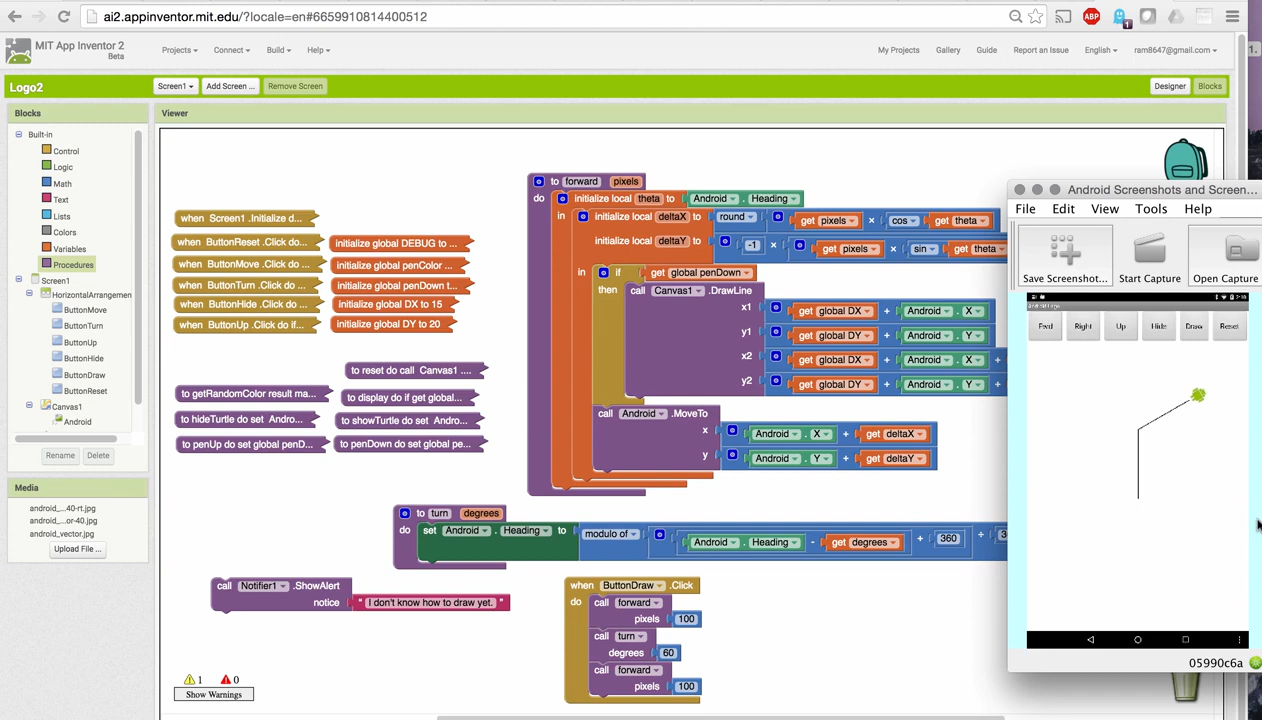 ai2.appinventor.mit.edu/?locale=en#6659910814400512
ABP
1
MIT App Inventor 2
Beta
Projects
Connect
Build
Help
My Projects
Gallery
Guide
Report an Issue
English
ram8647@gmail.com
Logo2
Screen1
Add Screen ...
Remove Screen
Designer
Blocks
Blocks
Viewer
Built-in
Control
Logic
Math
Text
Lists
Colors
Variables
Procedures
Screen1
HorizontalArrangemen
ButtonMove
ButtonTurn
ButtonUp
ButtonHide
ButtonDraw
ButtonReset
Canvas1
Android
Rename
Delete
Media
android_...40-rt.jpg
android_...or-40.jpg
android_vector.jpg
Upload File ...
when Screen1 .Initialize d...
when ButtonReset .Click do...
when ButtonMove .Click do ...
when ButtonTurn .Click do...
when ButtonHide .Click do...
when ButtonUp .Click do if...
initialize global DEBUG to ...
initialize global penColor ...
initialize global penDown t...
initialize global DX to 15
initialize global DY to 20
to reset do call Canvas1 ....
to getRandomColor result ma...
to display do if get global...
to hideTurtle do set Andro...
to showTurtle do set Andro...
to penUp do set global penD...
to penDown do set global pe...
to forward pixels
do initialize local theta to Android . Heading
in initialize local deltaX to round get pixels × cos get theta
initialize local deltaY to -1 × get pixels × sin get theta
in if get global penDown
then call Canvas1 .DrawLine
x1 get global DX + Android . X
y1 get global DY + Android . Y
x2 get global DX + Android . X +
y2 get global DY + Android . Y +
call Android .MoveTo
x Android . X + get deltaX
y Android . Y + get deltaY
to turn degrees
do set Android . Heading to modulo of Android . Heading - get degrees + 360 ÷ 3
call Notifier1 .ShowAlert
notice " I don't know how to draw yet. "
when ButtonDraw .Click
do call forward
pixels 100
call turn
degrees 60
call forward
pixels 100
1 0
Show Warnings
Android Screenshots and Screen...
File Edit View Tools Help
Save Screenshot...
Start Capture
Open Capture
Fwd
Right
Up
Hide
Draw
Reset
05990c6a